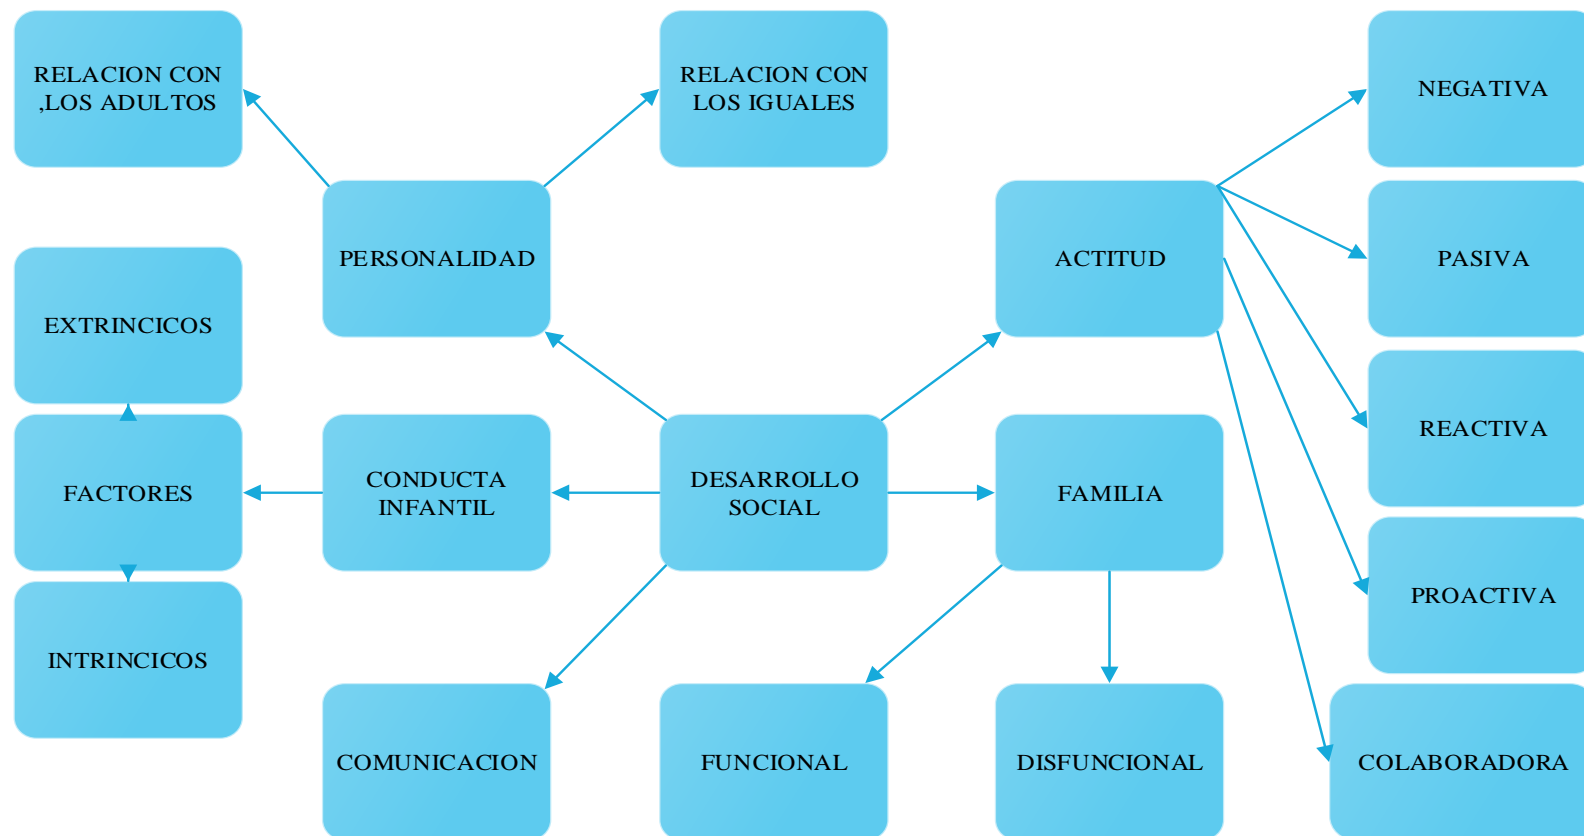 RELACION CON
,LOS ADULTOS
RELACION CON
LOS IGUALES
NEGATIVA
PERSONALIDAD
ACTITUD
PASIVA
EXTRINCICOS
REACTIVA
FACTORES
CONDUCTA
INFANTIL
DESARROLLO
SOCIAL
FAMILIA
PROACTIVA
INTRINCICOS
COMUNICACION
FUNCIONAL
DISFUNCIONAL
COLABORADORA